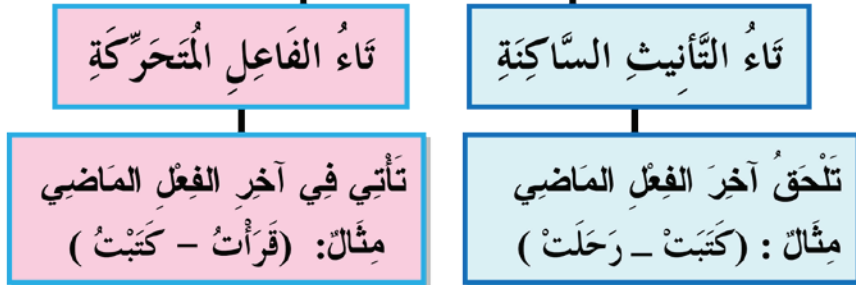 تَاءُ التَّأنِيثِ السَّاكِنَةِ
تَلْحَقُ آخِرَ الفِعْلِ المَاضِي
مِثَالٌ : (كَتَبَتْ _ رَحَلَتْ )
تَاءُ الفَاعِلِ المُتَحَرِّكَةِ
تَأْتِي فِي آخِرِ الفِعْلِ المَاضِي
مِثَالٌ: (قَرَأْتُ – كَتَبْتُ )